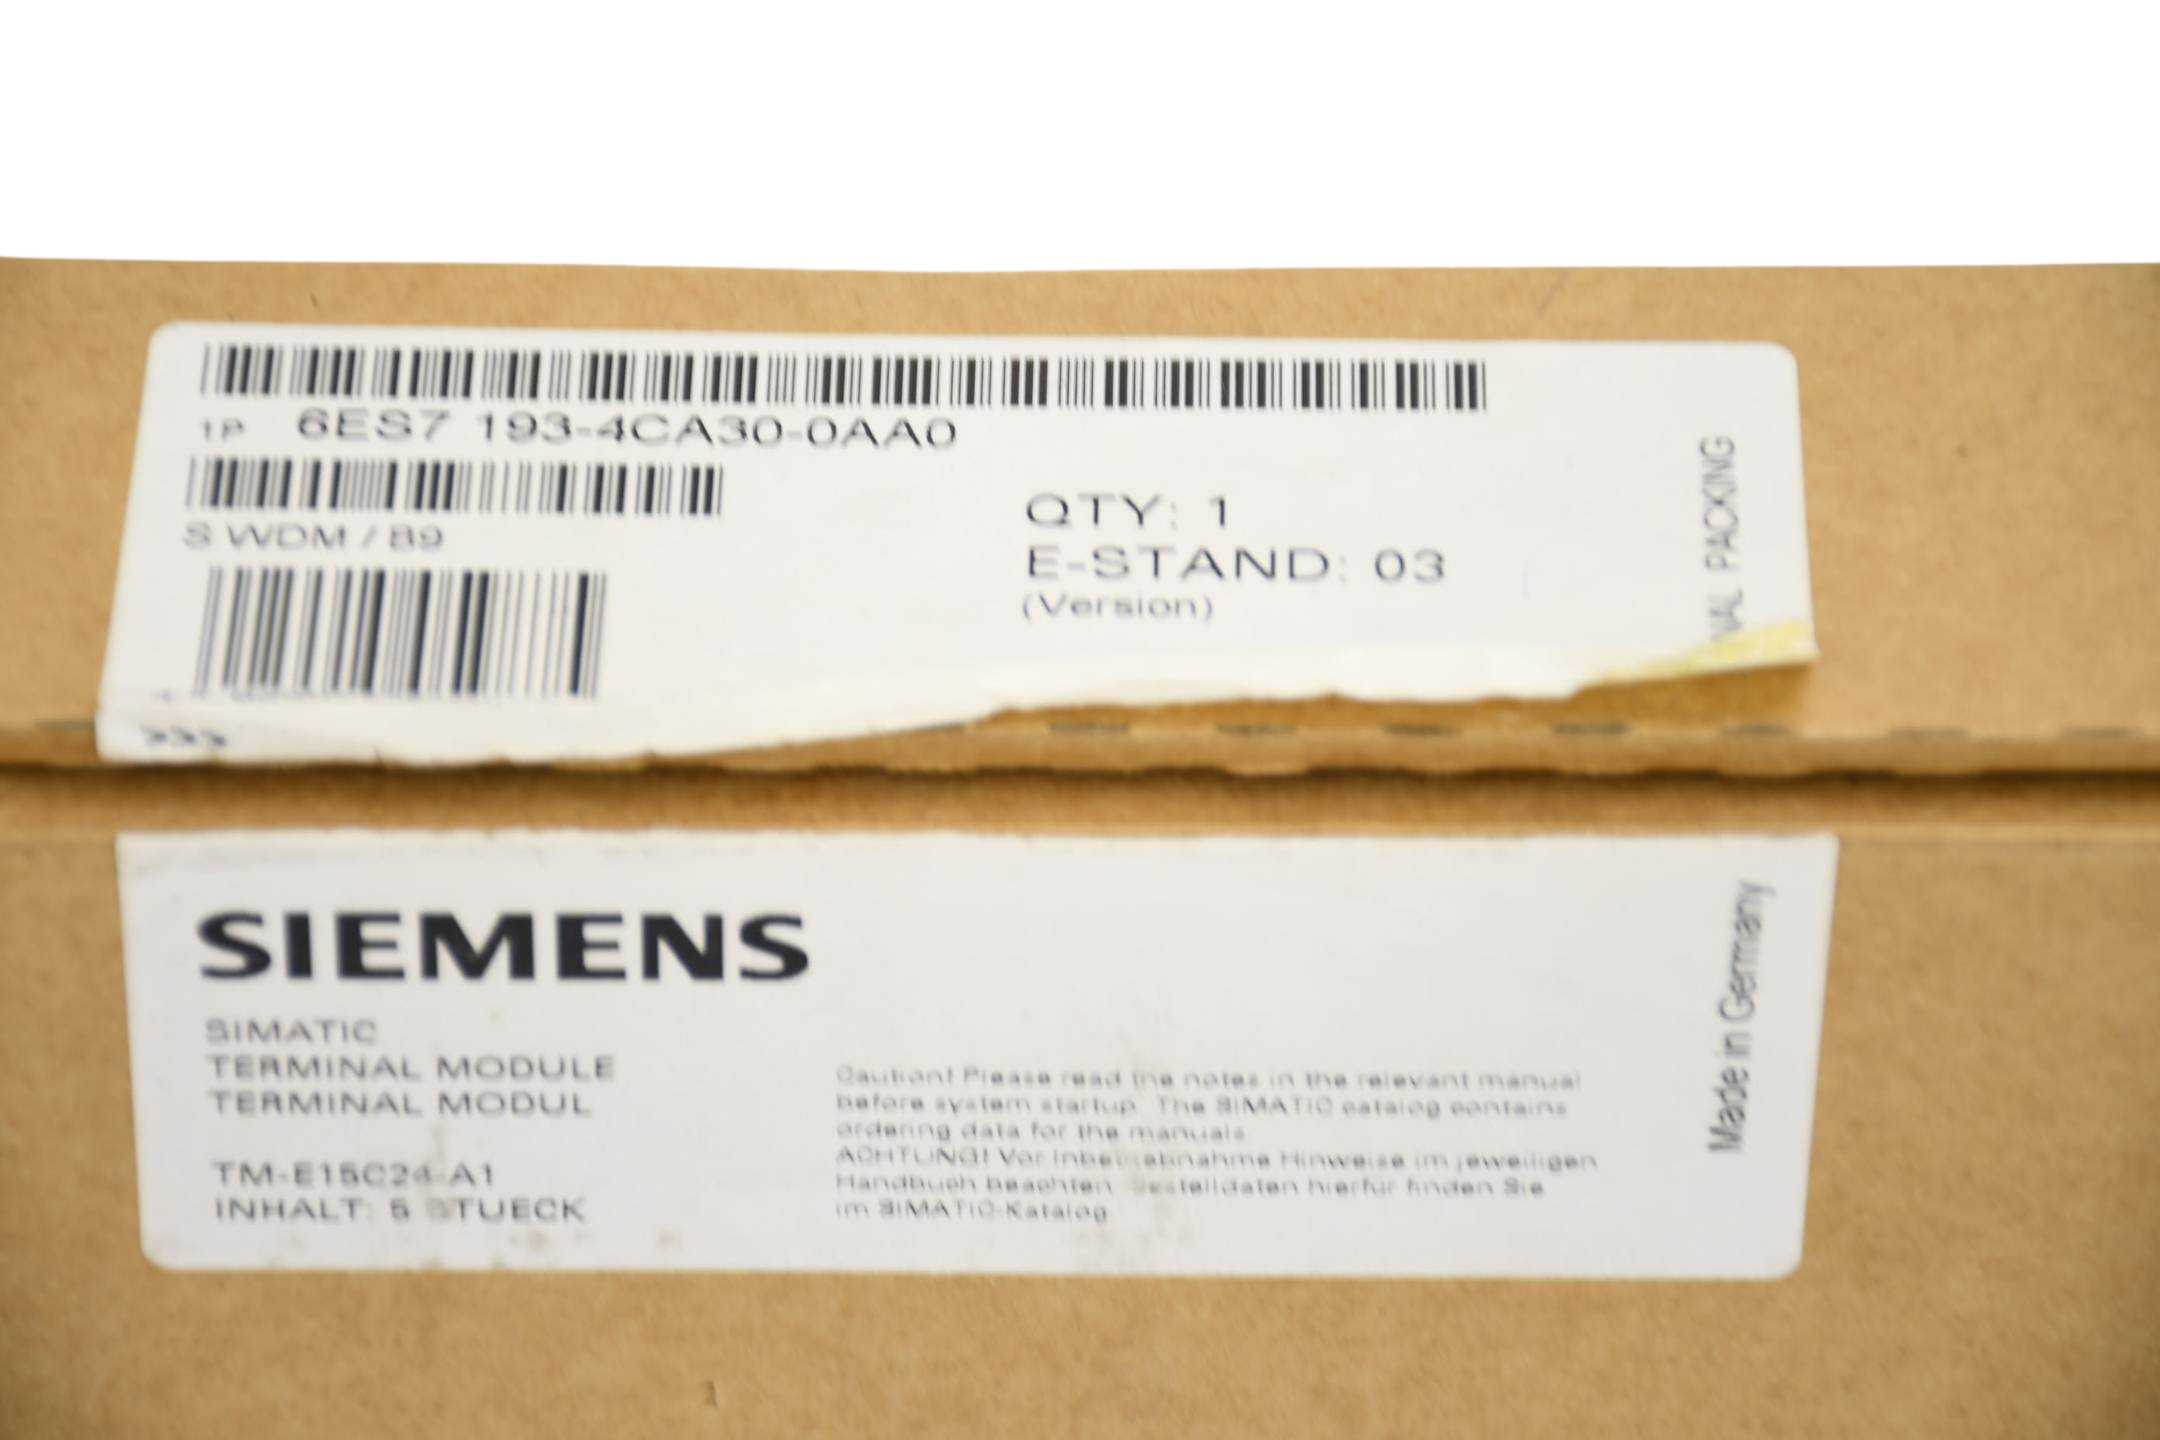 1P 6ES7 193-4CA30-0AA0
S WDM / B9
QTY: 1
E-STAND: 03
(Version)
PACKING
SIEMENS
SIMATIC
TERMINAL MODULE
TERMINAL MODUL
TM-E15C24-A1
INHALT: 5 STUECK
Caution! Please read the notes in the relevant manual
before system startup. The SIMATIC catalog contains
ordering data for the manuals.
ACHTUNG! Vor Inbetriebnahme Hinweise im jeweiligen
Handbuch beachten. Bestelldaten hierfür finden Sie
im SIMATIC-Katalog
Made in Germany